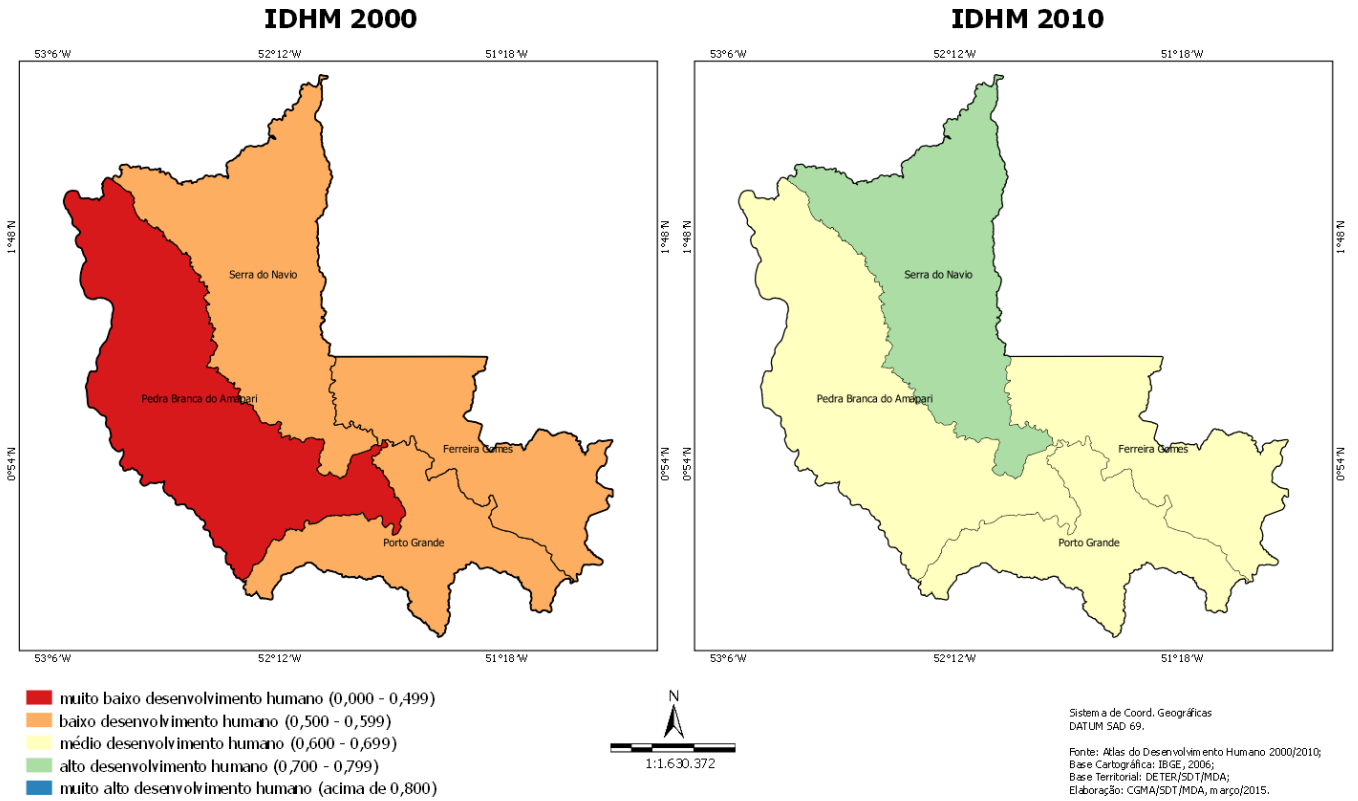 IDHM 2000
IDHM 2010
53°6'W
52°12'W
51°18'W
53°6'W
52°12'W
51°18'W
1°48'N
1°48'N
1°48'N
1°48'N
Serra do Navio
Serra do Navio
Pedra Branca do Amapari
Pedra Branca do Amapari
Ferreira Gomes
Ferreira Gomes
0°54'N
0°54'N
0°54'N
0°54'N
Porto Grande
Porto Grande
53°6'W
52°12'W
51°18'W
53°6'W
52°12'W
51°18'W
muito baixo desenvolvimento humano (0,000 - 0,499)
baixo desenvolvimento humano (0,500 - 0,599)
médio desenvolvimento humano (0,600 - 0,699)
alto desenvolvimento humano (0,700 - 0,799)
muito alto desenvolvimento humano (acima de 0,800)
N
1:1.630.372
Sistema de Coord. Geográficas
DATUM SAD 69.
Fonte: Atlas do Desenvolvimento Humano 2000/2010;
Base Cartográfica: IBGE, 2006;
Base Territorial: DETER/SDT/MDA;
Elaboração: CGMA/SDT/MDA, março/2015.